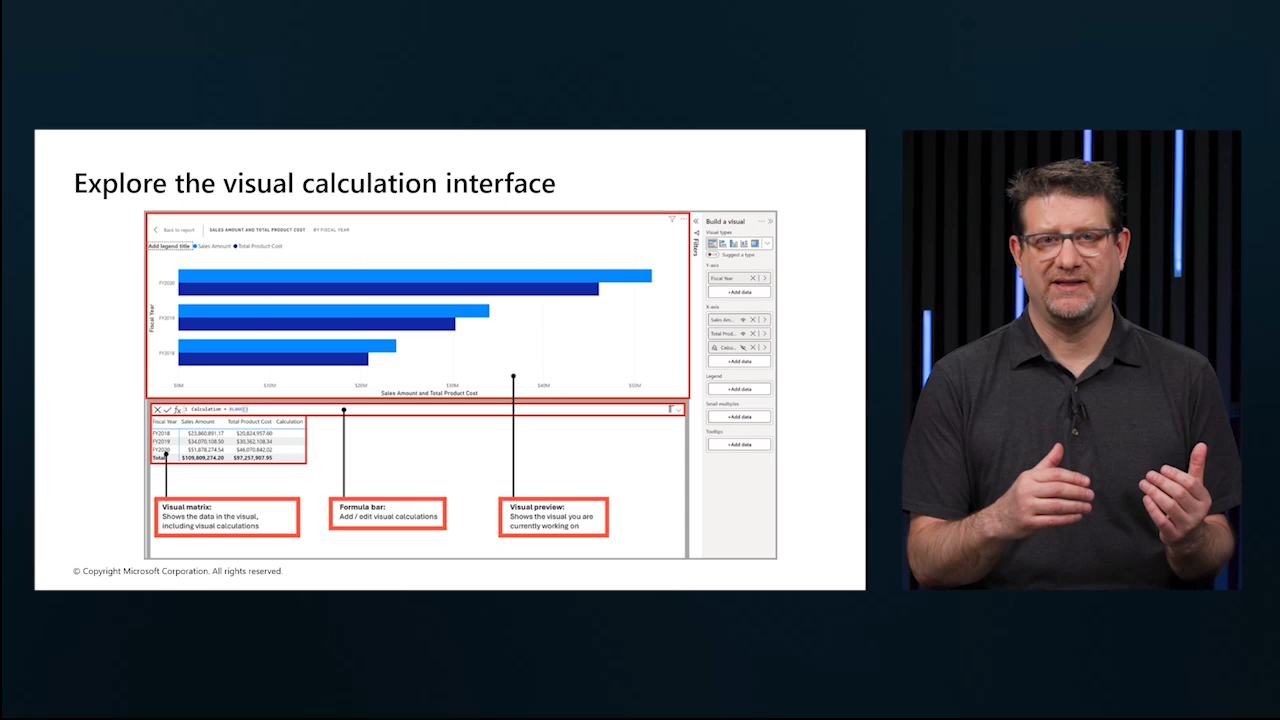 Explore the visual calculation interface
Back to report
SALES AMOUNT AND TOTAL PRODUCT COST
BY FISCAL YEAR
Add legend title
Sales Amount
Total Product Cost
Fiscal Year
FY2020
FY2019
FY2018
$0M
$10M
$20M
$30M
$40M
$50M
Sales Amount and Total Product Cost
1 Calculation = BLANK()
Fiscal Year Sales Amount Total Product Cost Calculation
FY2018 $23,860,891.17 $20,824,957.60
FY2019 $34,070,108.50 $30,362,108.34
FY2020 $51,878,274.54 $46,070,842.02
Total $109,809,274.20 $97,257,907.95
Visual matrix:
Shows the data in the visual,
including visual calculations
Formula bar:
Add / edit visual calculations
Visual preview:
Shows the visual you are
currently working on
Filters
Build a visual
Visual types
Suggest a type
Y-axis
Fiscal Year
+Add data
X-axis
Sales Am...
Total Prod...
Calcu...
+Add data
Legend
+Add data
Small multiples
+Add data
Tooltips
+Add data
© Copyright Microsoft Corporation. All rights reserved.